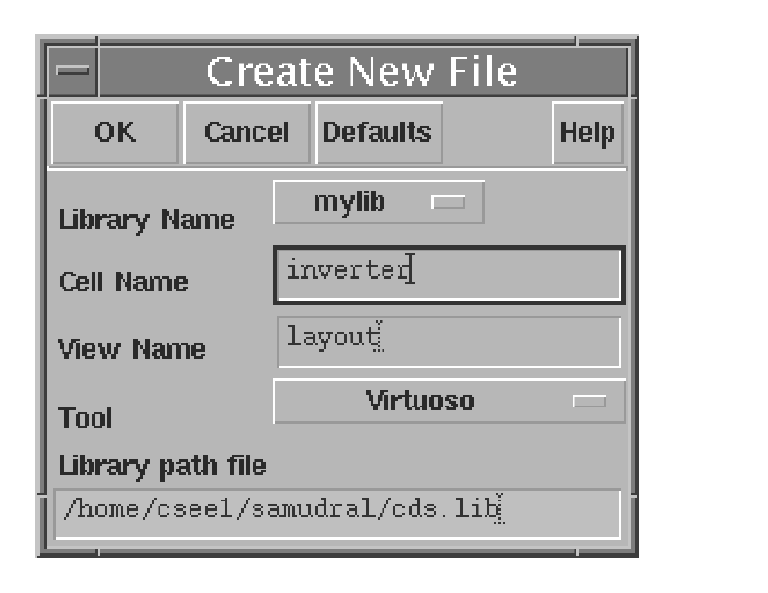 Create New File
OK Cancel Defaults Help
Library Name mylib
Cell Name inverter
View Name layout
Tool Virtuoso
Library path file
/home/csee1/samudral/cds.lib